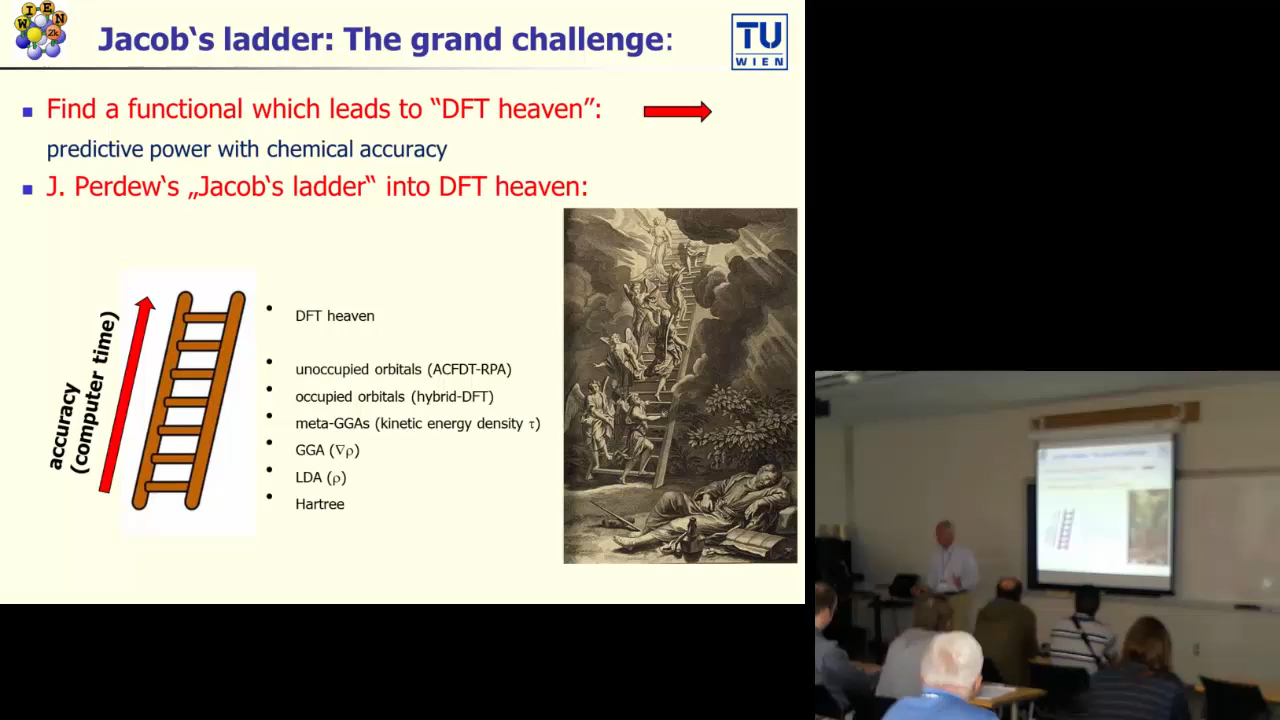 WIEN 2k
Jacob‘s ladder: The grand challenge:
TU
WIEN
Find a functional which leads to “DFT heaven”:
predictive power with chemical accuracy
J. Perdew‘s „Jacob‘s ladder“ into DFT heaven:
accuracy
(computer time)
DFT heaven
unoccupied orbitals (ACFDT-RPA)
occupied orbitals (hybrid-DFT)
meta-GGAs (kinetic energy density τ)
GGA (∇ρ)
LDA (ρ)
Hartree